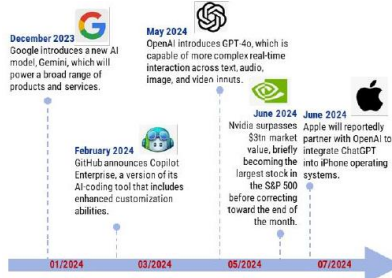 December 2023
Google introduces a new AI
model, Gemini, which will
power a broad range of
products and services.
February 2024
GitHub announces Copilot
Enterprise, a version of its
AI-coding tool that includes
enhanced customization
abilities.
May 2024
OpenAI introduces GPT-4o, which is
capable of more complex real-time
interaction across text, audio,
image, and video inputs.
June 2024
Nvidia surpasses
$3tn market
value, briefly
becoming the
largest stock in
the S&P 500
before correcting
toward the end of
the month.
June 2024
Apple will reportedly
partner with OpenAI to
integrate ChatGPT
into iPhone operating
systems.
01/2024
03/2024
05/2024
07/2024